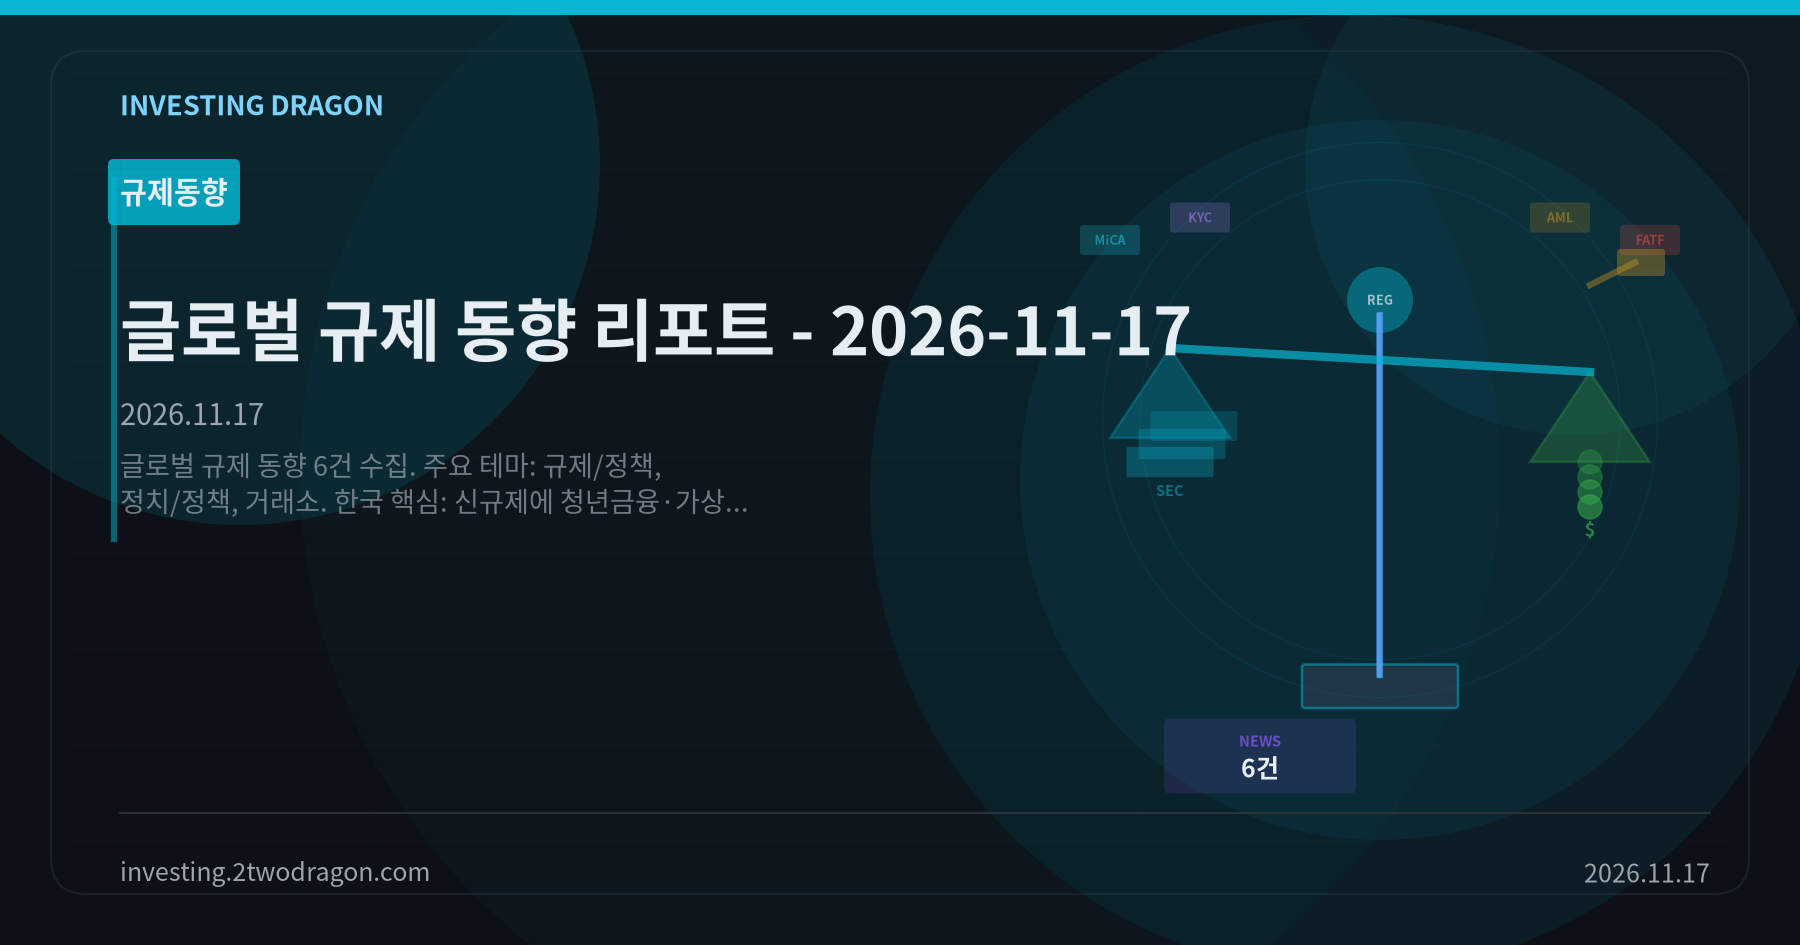 INVESTING DRAGON
규제동향
글로벌 규제 동향 리포트 - 2026-11-17
2026.11.17
글로벌 규제 동향 6건 수집. 주요 테마: 규제/정책,
정치/정책, 거래소. 한국 핵심: 신규제에 청년금융·가상...
MiCA
KYC
AML
FATF
REG
SEC
$
NEWS
6건
investing.2twodragon.com
2026.11.17